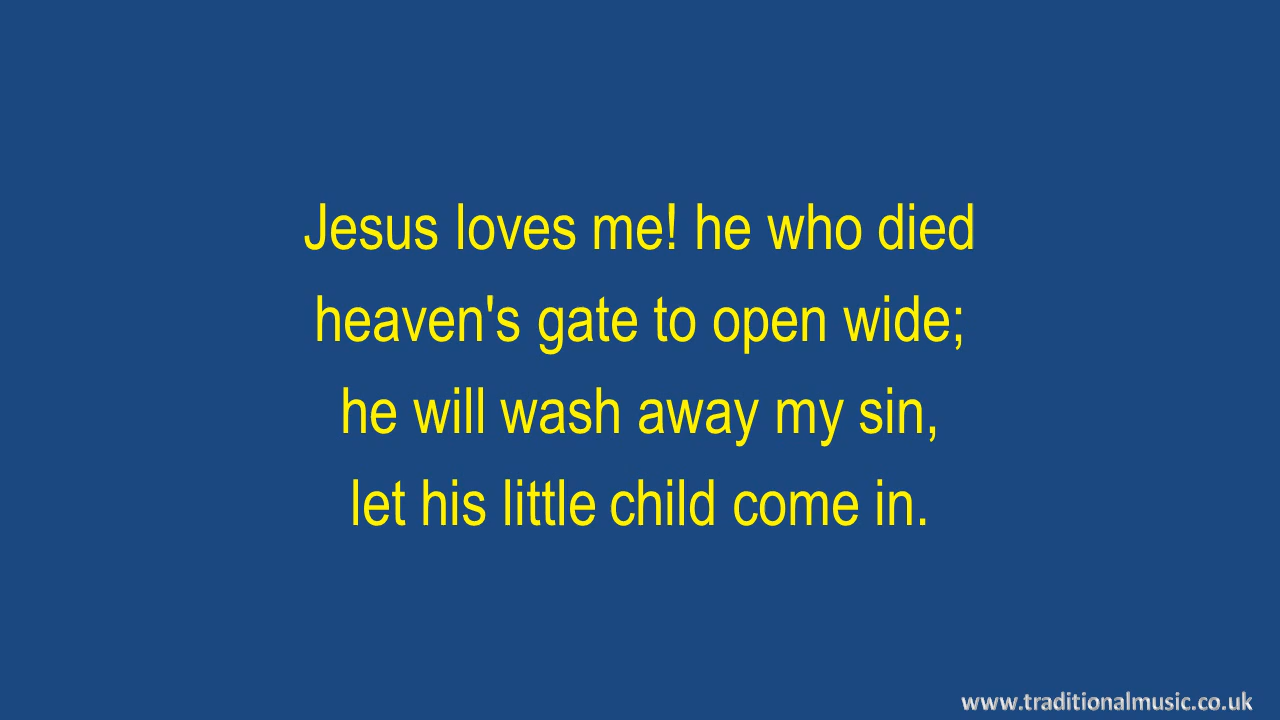 Jesus loves me! he who died
heaven's gate to open wide;
he will wash away my sin,
let his little child come in.
www.traditionalmusic.co.uk